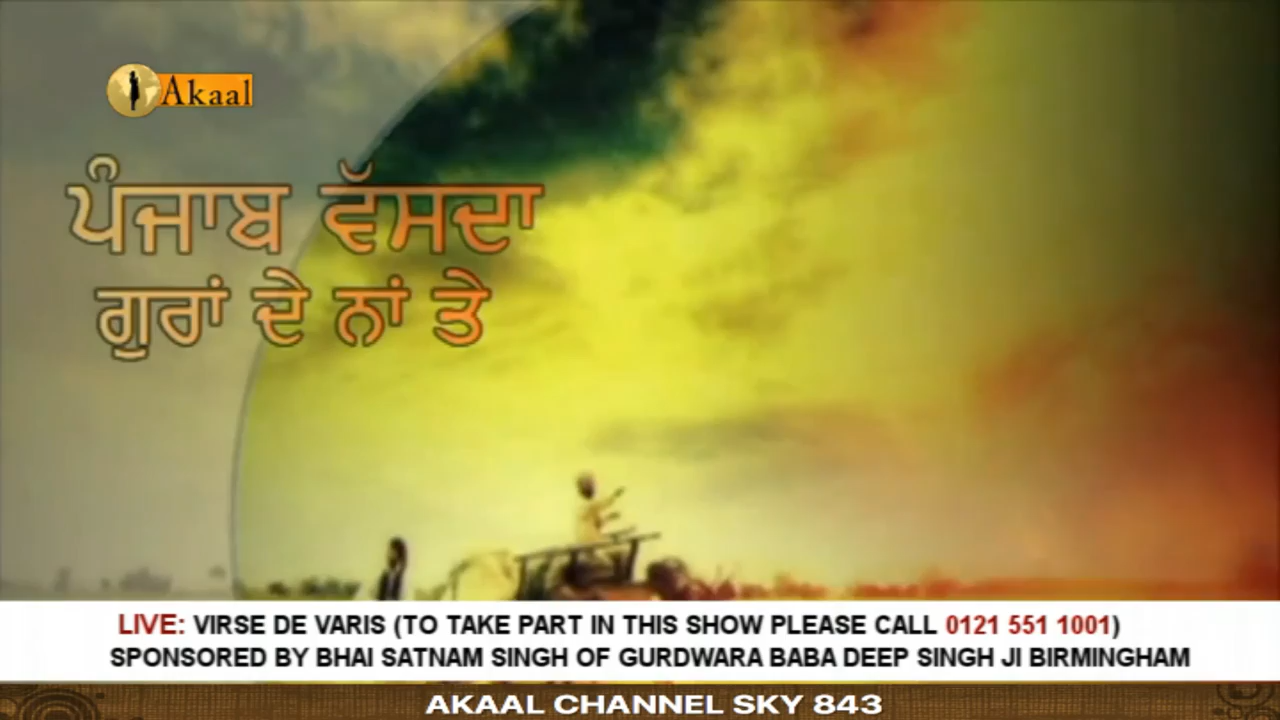 Akaal
ਪੰਜਾਬ ਵੱਸਦਾ
ਗੁਰਾਂ ਦੇ ਨਾਂ ਤੇ
LIVE: VIRSE DE VARIS (TO TAKE PART IN THIS SHOW PLEASE CALL 0121 551 1001)
SPONSORED BY BHAI SATNAM SINGH OF GURDWARA BABA DEEP SINGH JI BIRMINGHAM
AKAAL CHANNEL SKY 843